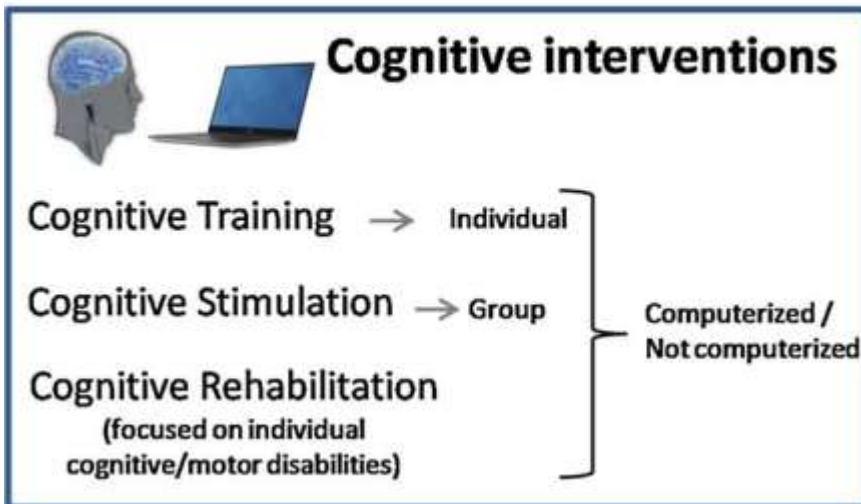 Cognitive interventions
Cognitive Training → Individual
Cognitive Stimulation → Group
Computerized /
Not computerized
Cognitive Rehabilitation
(focused on individual
cognitive/motor disabilities)